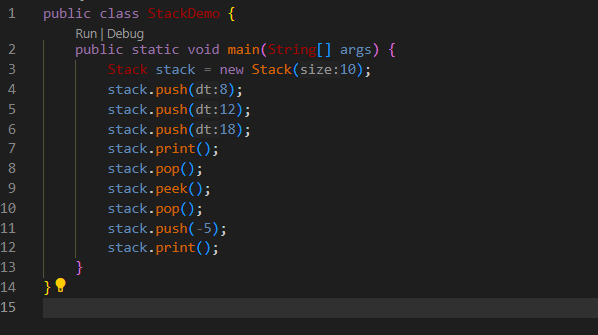 1 public class StackDemo {
Run | Debug
2 public static void main(String[] args) {
3 Stack stack = new Stack(size:10);
4 stack.push(dt:8);
5 stack.push(dt:12);
6 stack.push(dt:18);
7 stack.print();
8 stack.pop();
9 stack.peek();
10 stack.pop();
11 stack.push(-5);
12 stack.print();
13 }
14 }
15